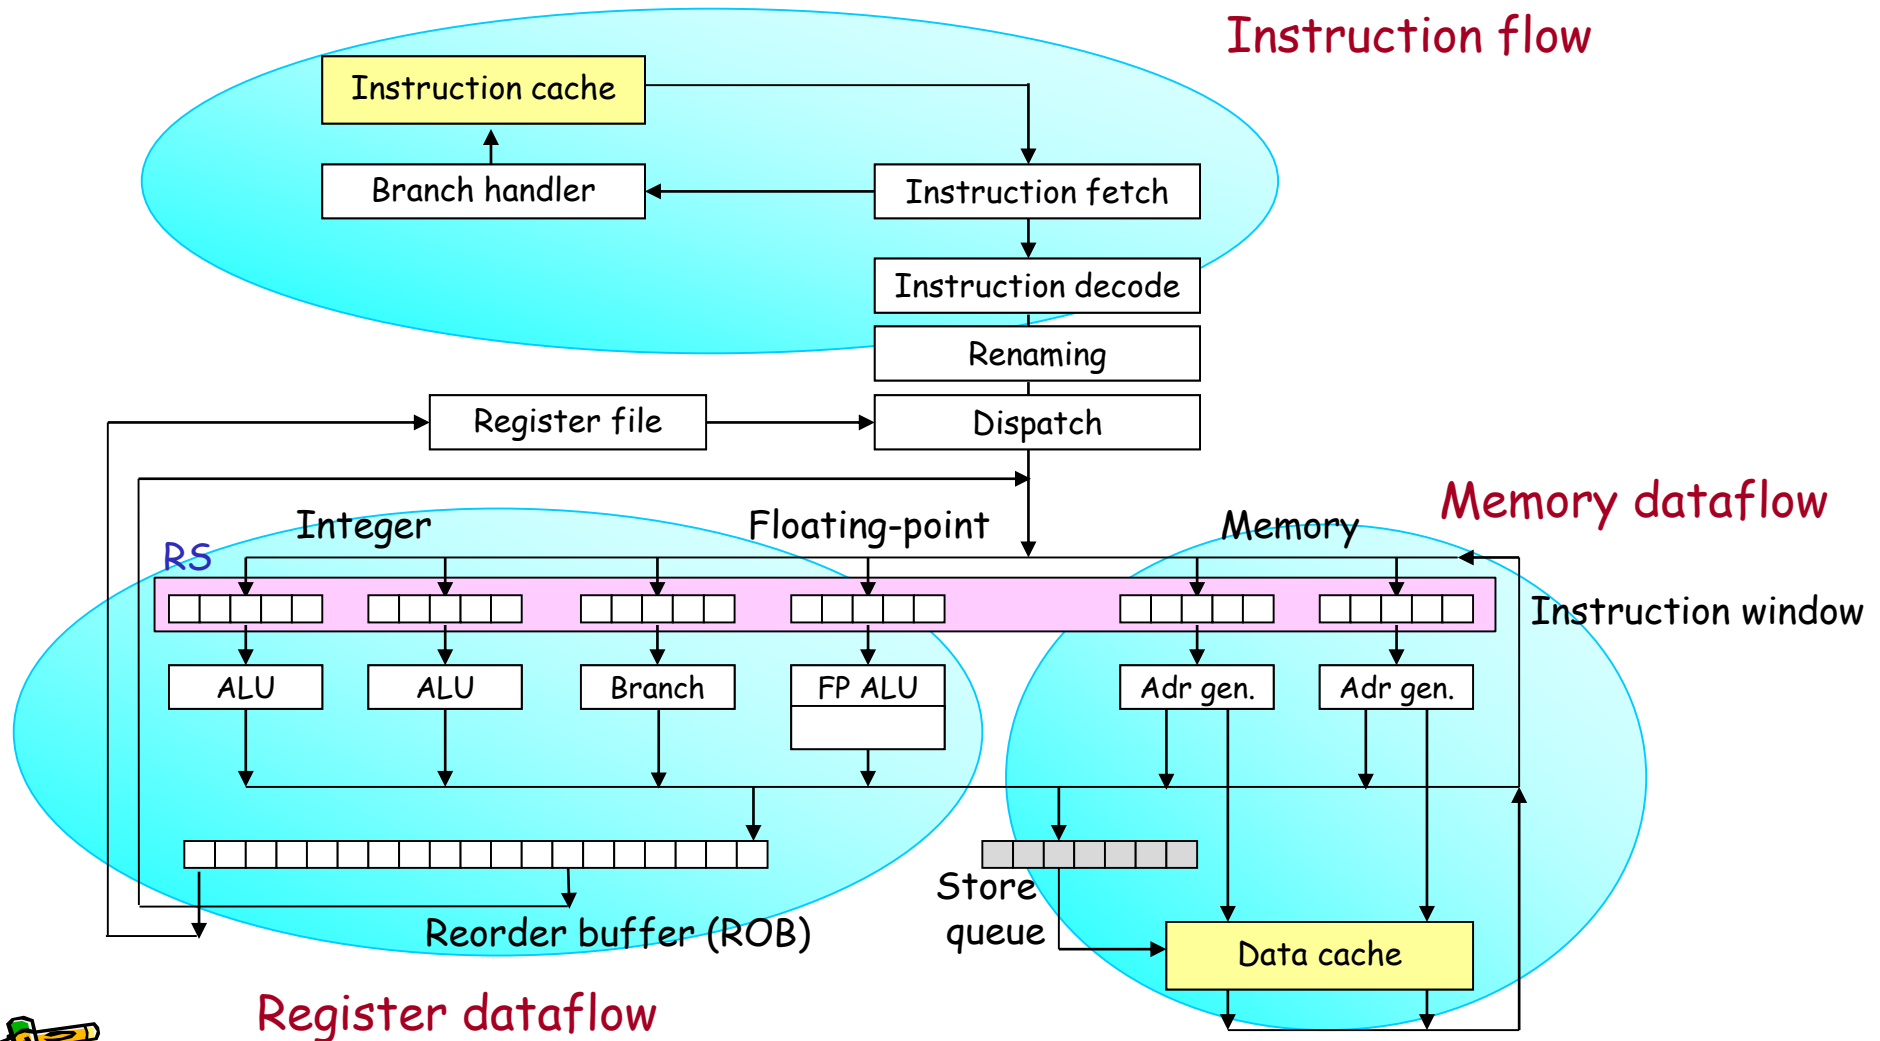 Instruction flow
Instruction cache
Branch handler
Instruction fetch
Instruction decode
Renaming
Register file
Dispatch
Memory dataflow
Integer
Floating-point
Memory
RS
Instruction window
ALU
ALU
Branch
FP ALU
Adr gen.
Adr gen.
Store
queue
Reorder buffer (ROB)
Data cache
Register dataflow